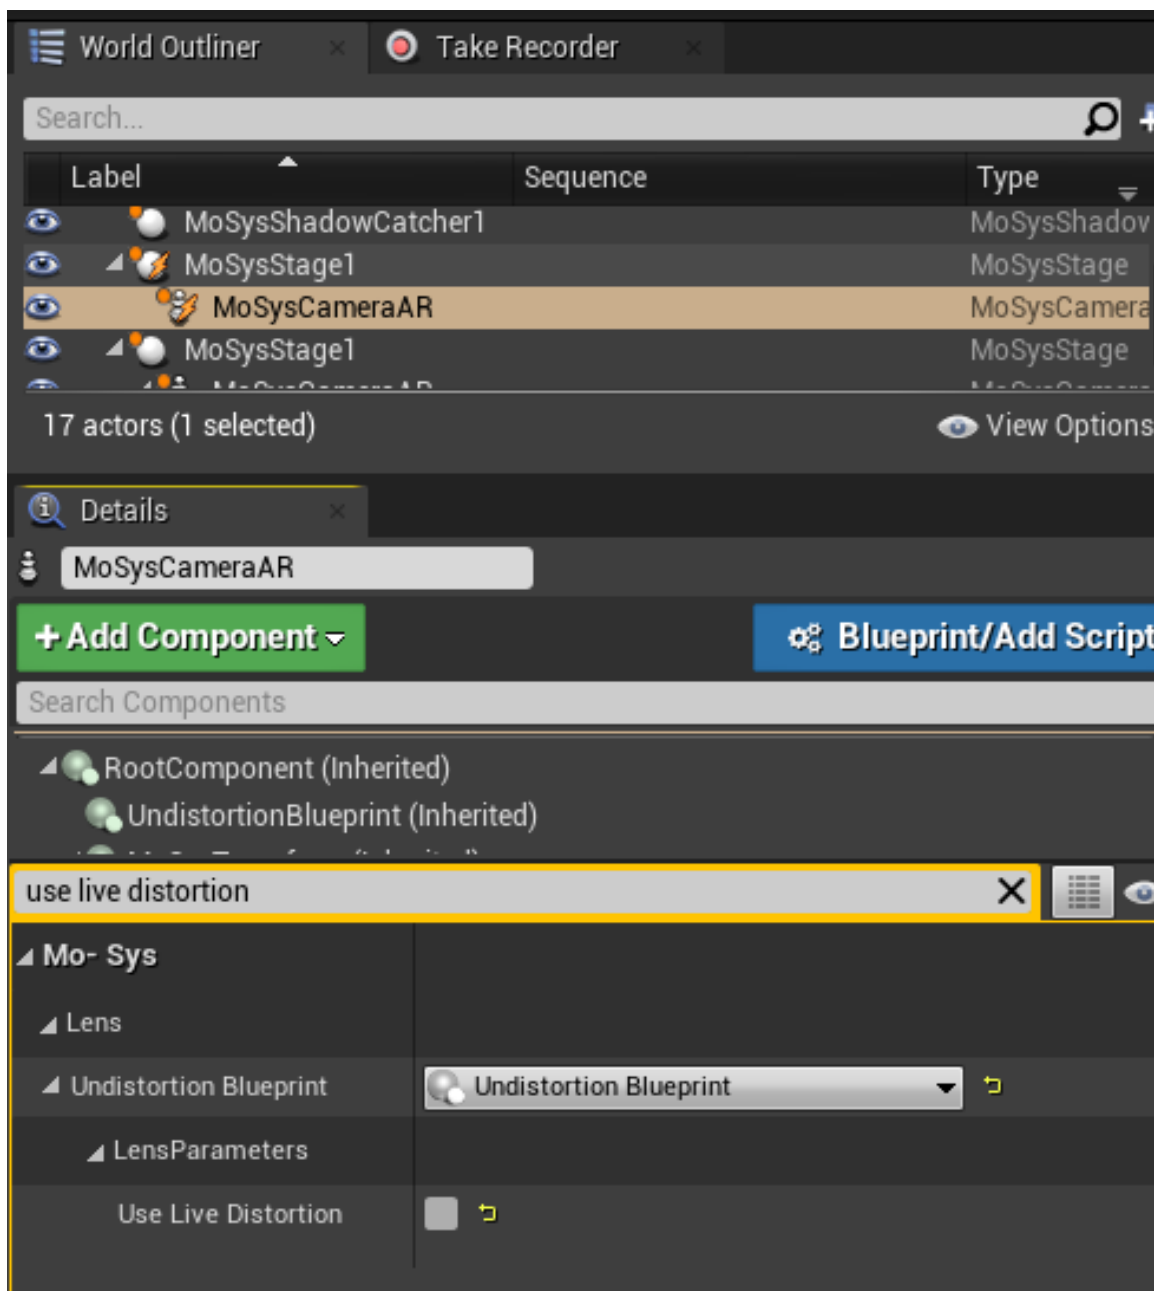 World Outliner
Take Recorder
Search...
Label Sequence Type
MoSysShadowCatcher1 MoSysShadow
MoSysStage1 MoSysStage
MoSysCameraAR MoSysCamera
MoSysStage1 MoSysStage
17 actors (1 selected) View Options
Details
MoSysCameraAR
+ Add Component Blueprint/Add Script
Search Components
RootComponent (Inherited)
UndistortionBlueprint (Inherited)
use live distortion
Mo- Sys
Lens
Undistortion Blueprint Undistortion Blueprint
LensParameters
Use Live Distortion